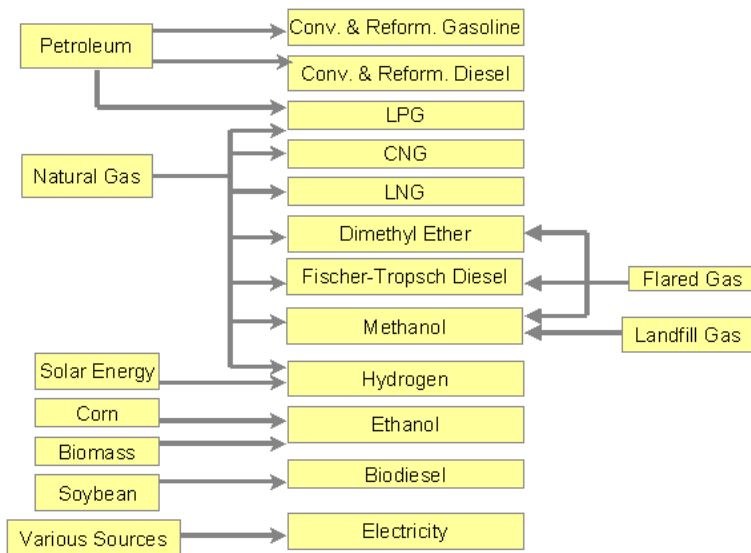 Petroleum
Conv. & Reform. Gasoline
Conv. & Reform. Diesel
LPG
Natural Gas
CNG
LNG
Dimethyl Ether
Fischer-Tropsch Diesel
Flared Gas
Methanol
Landfill Gas
Solar Energy
Hydrogen
Corn
Ethanol
Biomass
Biodiesel
Soybean
Various Sources
Electricity